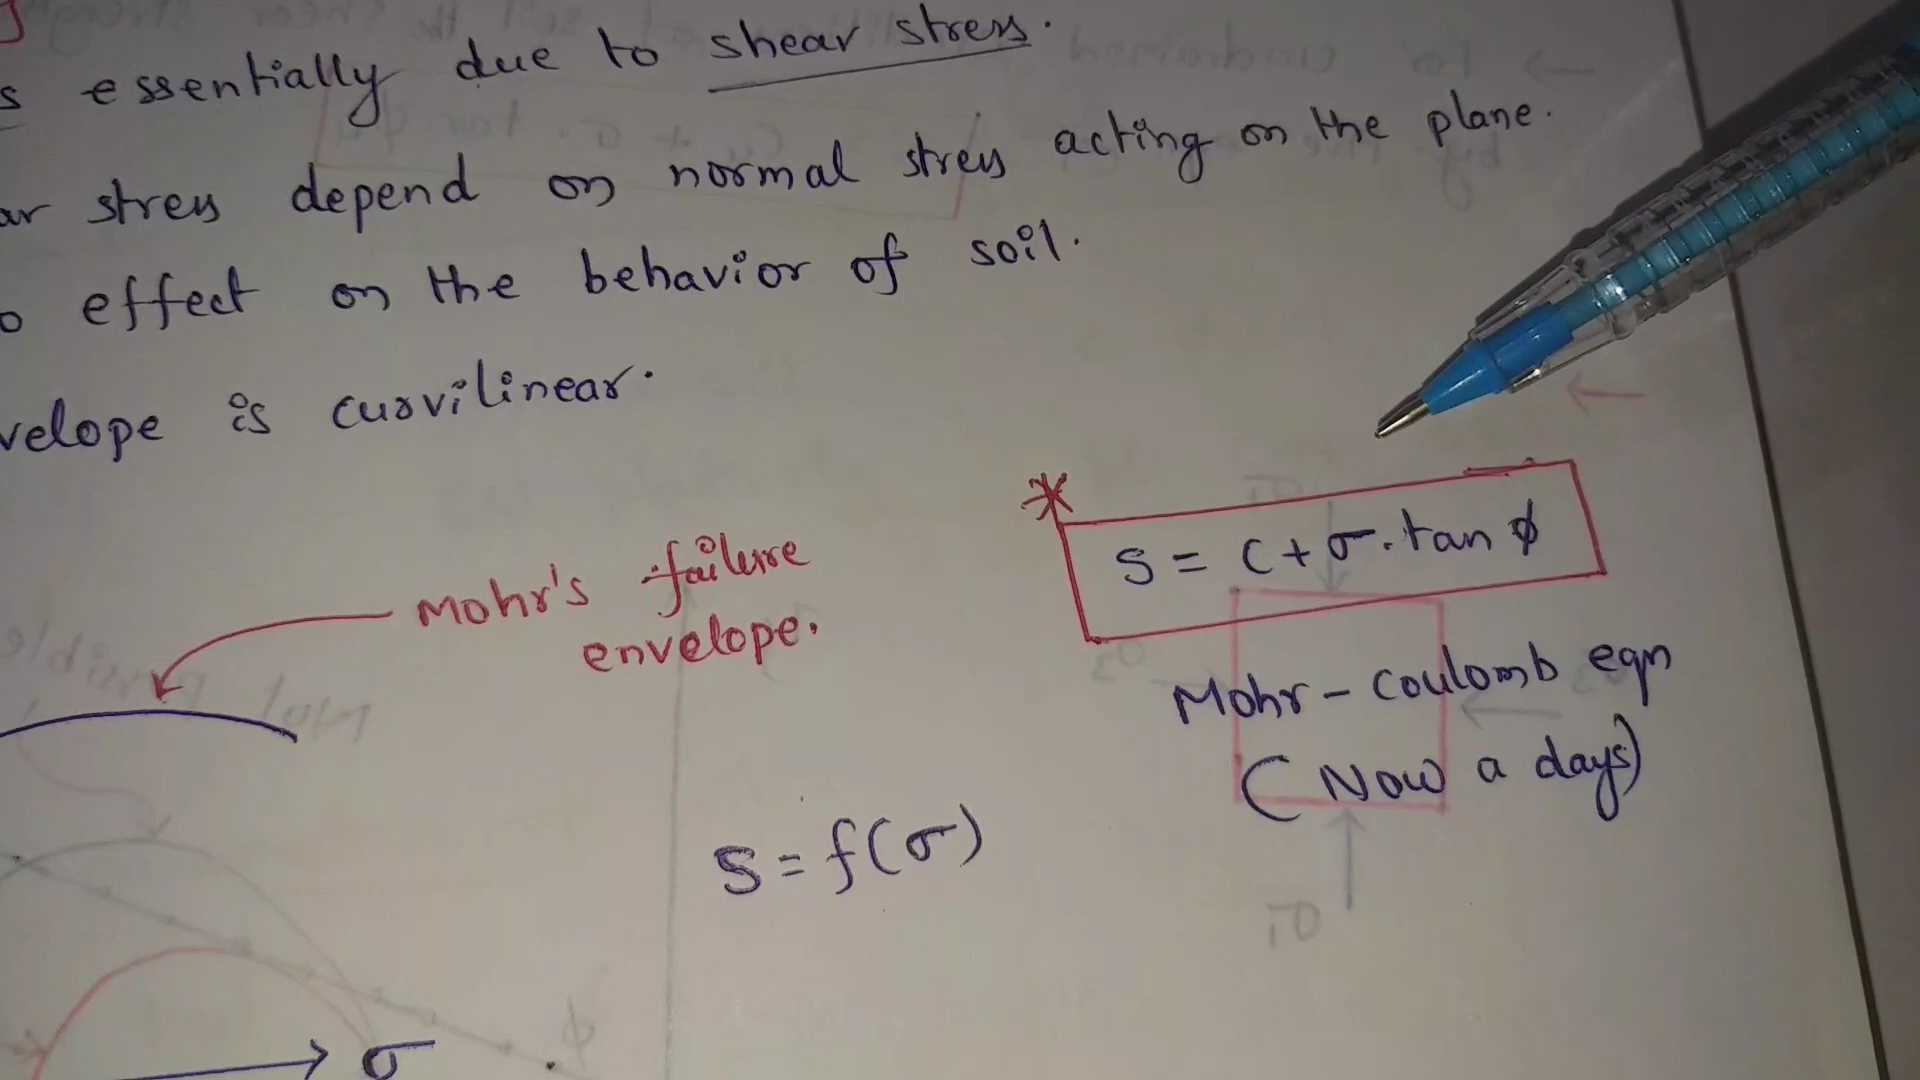 essentially due to shear stress.
stress depend on normal stress acting on the plane.
effect on the behavior of soil.
velope is curvilinear.
Mohr's failure
envelope.
* S = C + σ. tan φ
Mohr - Coulomb eqn
(Now a days)
S = f(σ)
σ